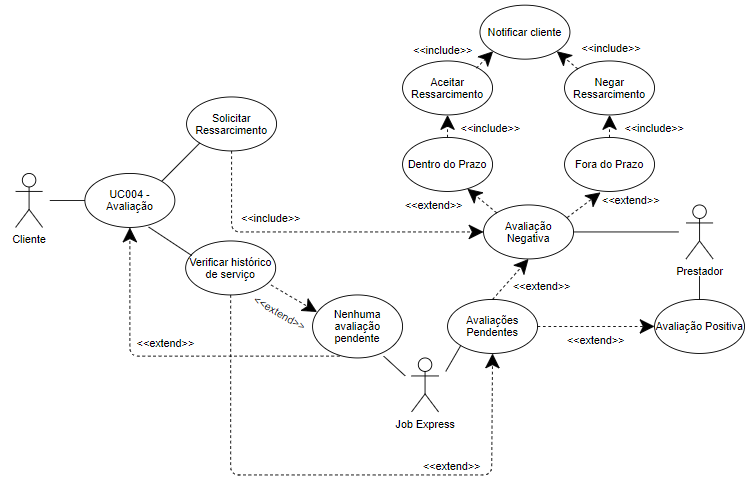 Notificar cliente
<<include>>
<<include>>
Aceitar
Ressarcimento
Negar
Ressarcimento
Solicitar
Ressarcimento
<<include>>
<<include>>
Dentro do Prazo
Fora do Prazo
UC004 -
Avaliação
<<extend>>
<<extend>>
<<include>>
Cliente
Avaliação
Negativa
Verificar histórico
de serviço
Prestador
<<extend>>
<<extend>>
Nenhuma
avaliação
pendente
Avaliações
Pendentes
Avaliação Positiva
<<extend>>
<<extend>>
Job Express
<<extend>>